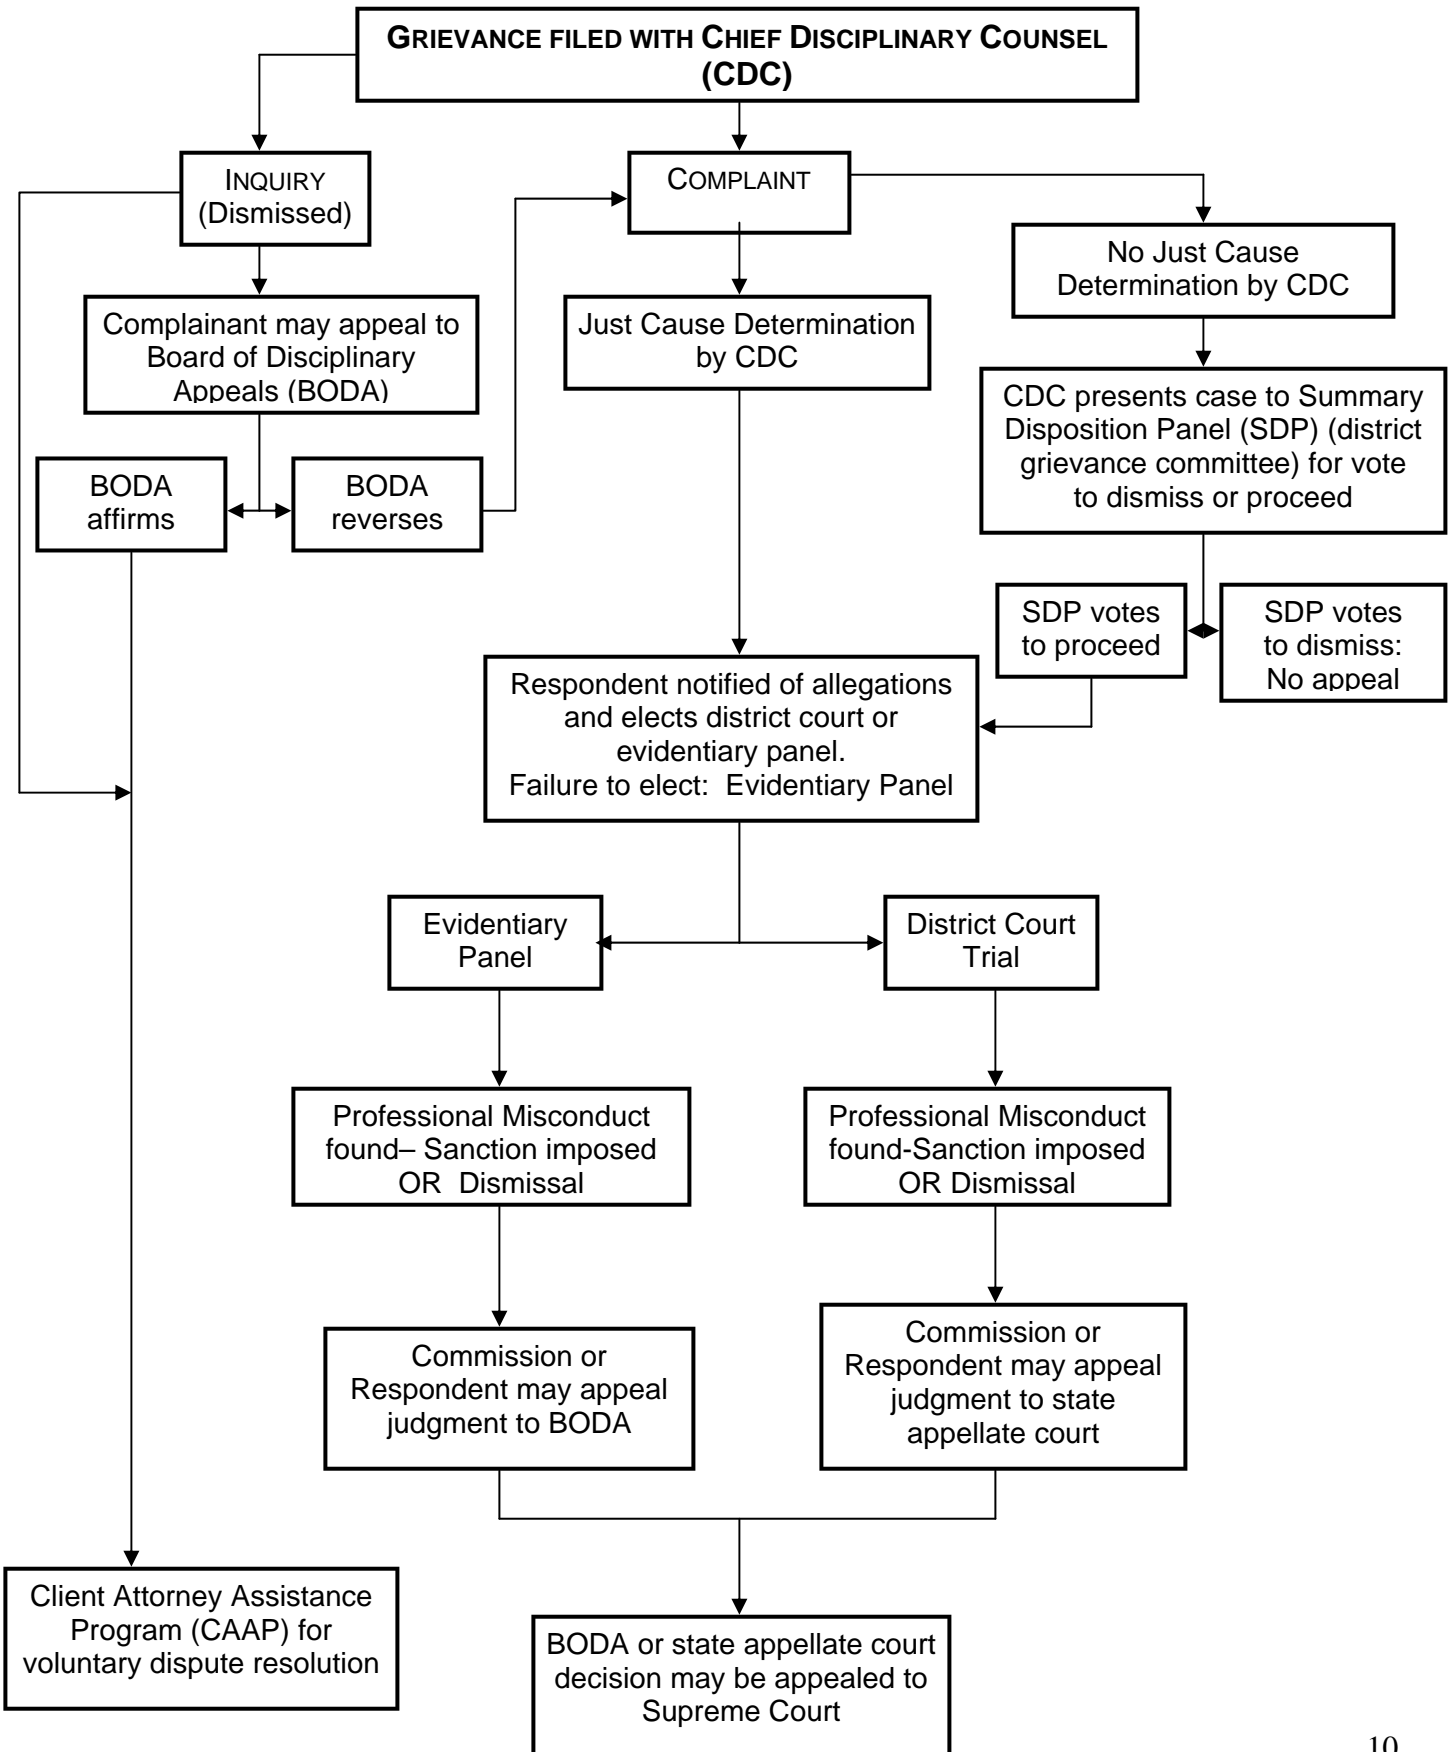 GRIEVANCE FILED WITH CHIEF DISCIPLINARY COUNSEL
(CDC)
INQUIRY
(Dismissed)
COMPLAINT
No Just Cause
Determination by CDC
Complainant may appeal to
Board of Disciplinary
Appeals (BODA)
Just Cause Determination
by CDC
CDC presents case to Summary
Disposition Panel (SDP) (district
grievance committee) for vote
to dismiss or proceed
BODA
affirms
BODA
reverses
SDP votes
to proceed
SDP votes
to dismiss:
No appeal
Respondent notified of allegations
and elects district court or
evidentiary panel.
Failure to elect:  Evidentiary Panel
Evidentiary
Panel
District Court
Trial
Professional Misconduct
found– Sanction imposed
OR  Dismissal
Professional Misconduct
found-Sanction imposed
OR Dismissal
Commission or
Respondent may appeal
judgment to BODA
Commission or
Respondent may appeal
judgment to state
appellate court
Client Attorney Assistance
Program (CAAP) for
voluntary dispute resolution
BODA or state appellate court
decision may be appealed to
Supreme Court
10